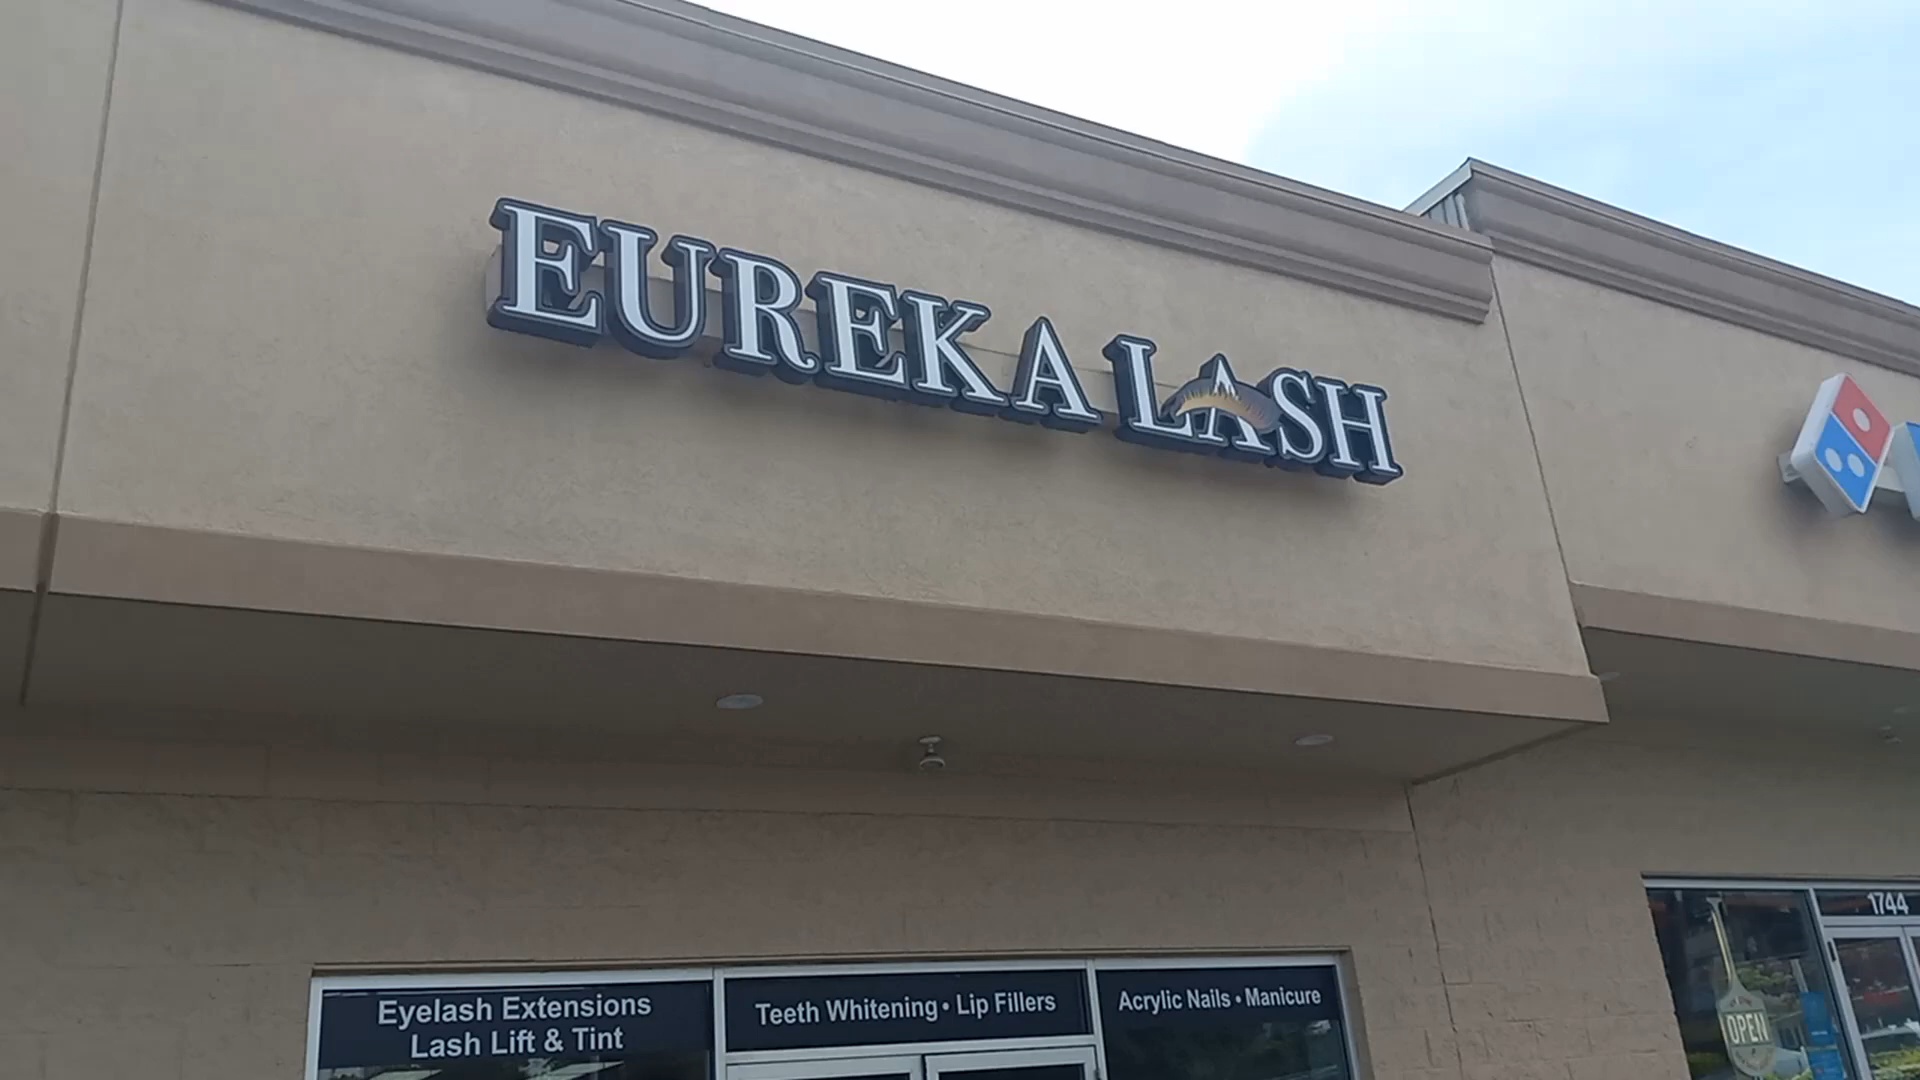 EUREKA LASH
Eyelash Extensions
Lash Lift & Tint
Teeth Whitening • Lip Fillers
Acrylic Nails • Manicure
1744
OPEN